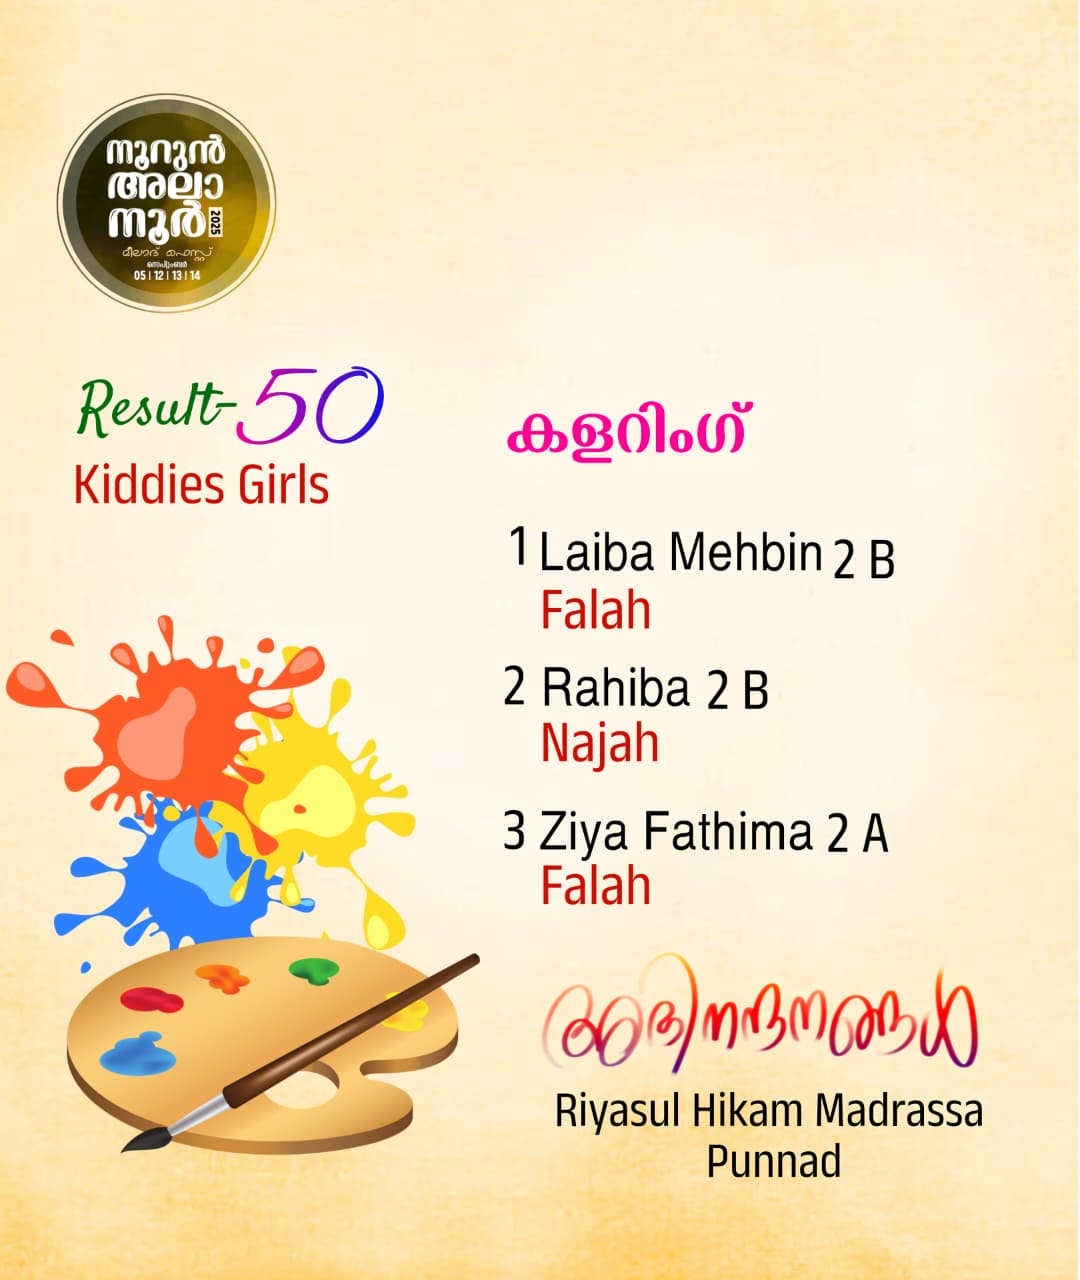 നൂറുൻ
അലാ
നൂർ 2025
മീലാദ് ഫെസ്റ്റ്
സെപ്റ്റംബർ
05 | 12 | 13 | 14
Result-50
Kiddies Girls
കളറിംഗ്
1 Laiba Mehbin 2 B
Falah
2 Rahiba 2 B
Najah
3 Ziya Fathima 2 A
Falah
അഭിനന്ദനങ്ങൾ
Riyasul Hikam Madrassa
Punnad